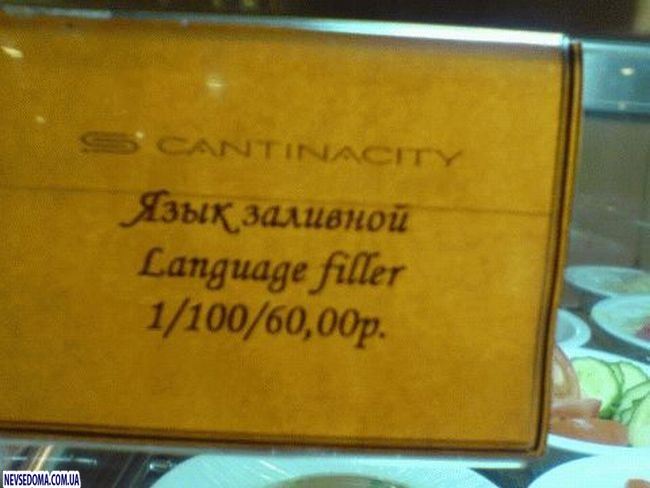 CANTINACITY
Язык заливной
Language filler
1/100/60,00р.
NEVSEDOMA.COM.UA